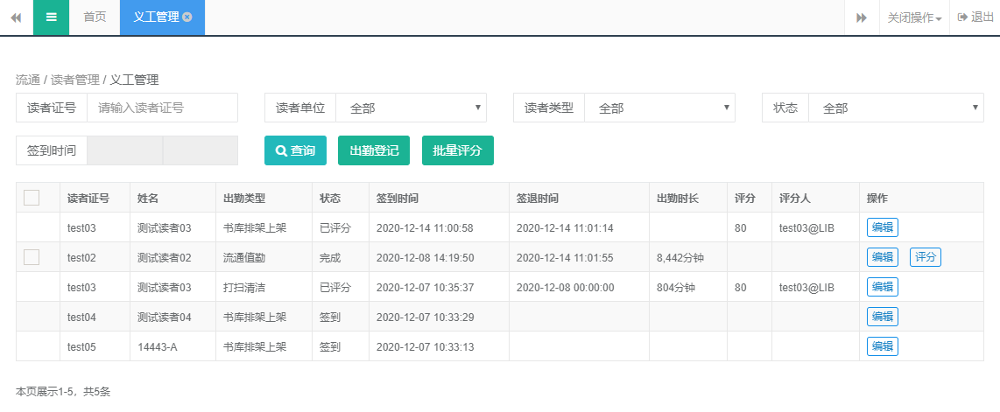 首页 义工管理 关闭操作 退出
流通 / 读者管理 / 义工管理
读者证号 请输入读者证号 读者单位 全部 读者类型 全部 状态 全部
签到时间 查询 出勤登记 批量评分
读者证号 姓名 出勤类型 状态 签到时间 签退时间 出勤时长 评分 评分人 操作
test03 测试读者03 书库排架上架 已评分 2020-12-14 11:00:58 2020-12-14 11:01:14 80 test03@LIB 编辑
test02 测试读者02 流通值勤 完成 2020-12-08 14:19:50 2020-12-14 11:01:55 8,442分钟 编辑 评分
test03 测试读者03 打扫清洁 已评分 2020-12-07 10:35:37 2020-12-08 00:00:00 804分钟 80 test03@LIB 编辑
test04 测试读者04 书库排架上架 签到 2020-12-07 10:33:29 编辑
test05 14443-A 书库排架上架 签到 2020-12-07 10:33:13 编辑
本页展示1-5，共5条